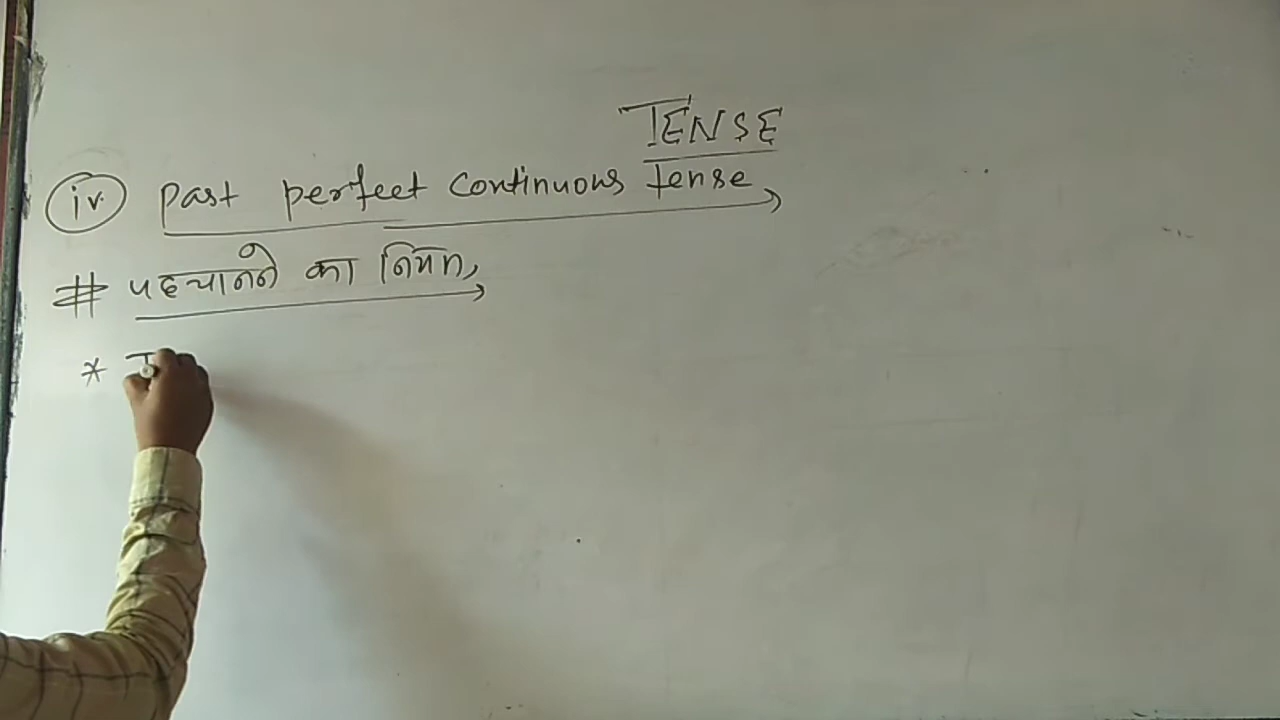 TENSE
(iv) past perfect continuous tense
# पहचानने का नियम,
*